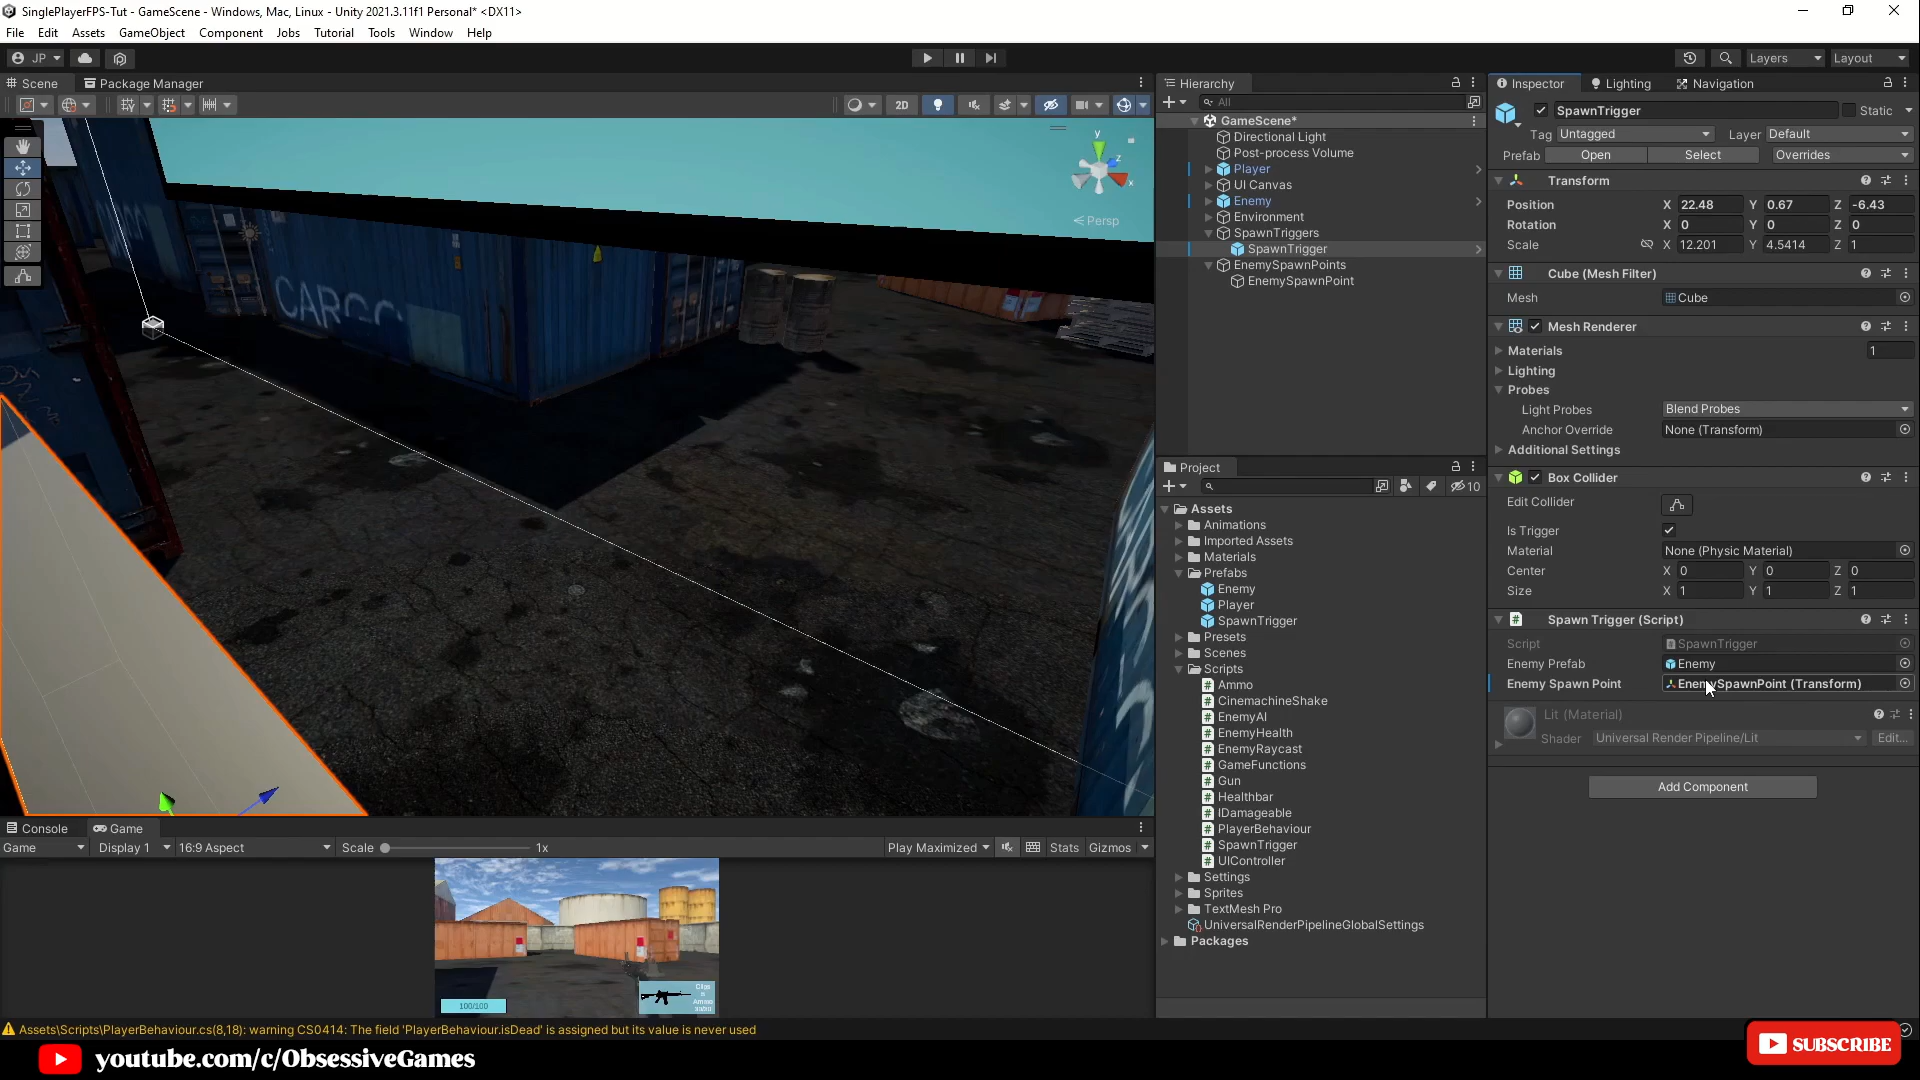 SinglePlayerFPS-Tut - GameScene - Windows, Mac, Linux - Unity 2021.3.11f1 Personal* <DX11>
File Edit Assets GameObject Component Jobs Tutorial Tools Window Help
JP
Layers
Layout
Scene
Package Manager
2D
y
z
x
Persp
CARGO
Hierarchy
All
GameScene*
Directional Light
Post-process Volume
Player
UI Canvas
Enemy
Environment
SpawnTriggers
SpawnTrigger
EnemySpawnPoints
EnemySpawnPoint
Project
10
Assets
Animations
Imported Assets
Materials
Prefabs
Enemy
Player
SpawnTrigger
Presets
Scenes
Scripts
Ammo
CinemachineShake
EnemyAI
EnemyHealth
EnemyRaycast
GameFunctions
Gun
Healthbar
IDamageable
PlayerBehaviour
SpawnTrigger
UIController
Settings
Sprites
TextMesh Pro
UniversalRenderPipelineGlobalSettings
Packages
Inspector
Lighting
Navigation
SpawnTrigger
Static
Tag Untagged Layer Default
Prefab Open Select Overrides
Transform
Position X 22.48 Y 0.67 Z -6.43
Rotation X 0 Y 0 Z 0
Scale X 12.201 Y 4.5414 Z 1
Cube (Mesh Filter)
Mesh Cube
Mesh Renderer
Materials 1
Lighting
Probes
Light Probes Blend Probes
Anchor Override None (Transform)
Additional Settings
Box Collider
Edit Collider
Is Trigger
Material None (Physic Material)
Center X 0 Y 0 Z 0
Size X 1 Y 1 Z 1
Spawn Trigger (Script)
Script SpawnTrigger
Enemy Prefab Enemy
Enemy Spawn Point EnemySpawnPoint (Transform)
Lit (Material)
Shader Universal Render Pipeline/Lit Edit...
Add Component
Console
Game
Game Display 1 16:9 Aspect Scale 1x Play Maximized Stats Gizmos
100/100
Clips
Ammo
Assets\Scripts\PlayerBehaviour.cs(8,18): warning CS0414: The field 'PlayerBehaviour.isDead' is assigned but its value is never used
youtube.com/c/ObsessiveGames
SUBSCRIBE